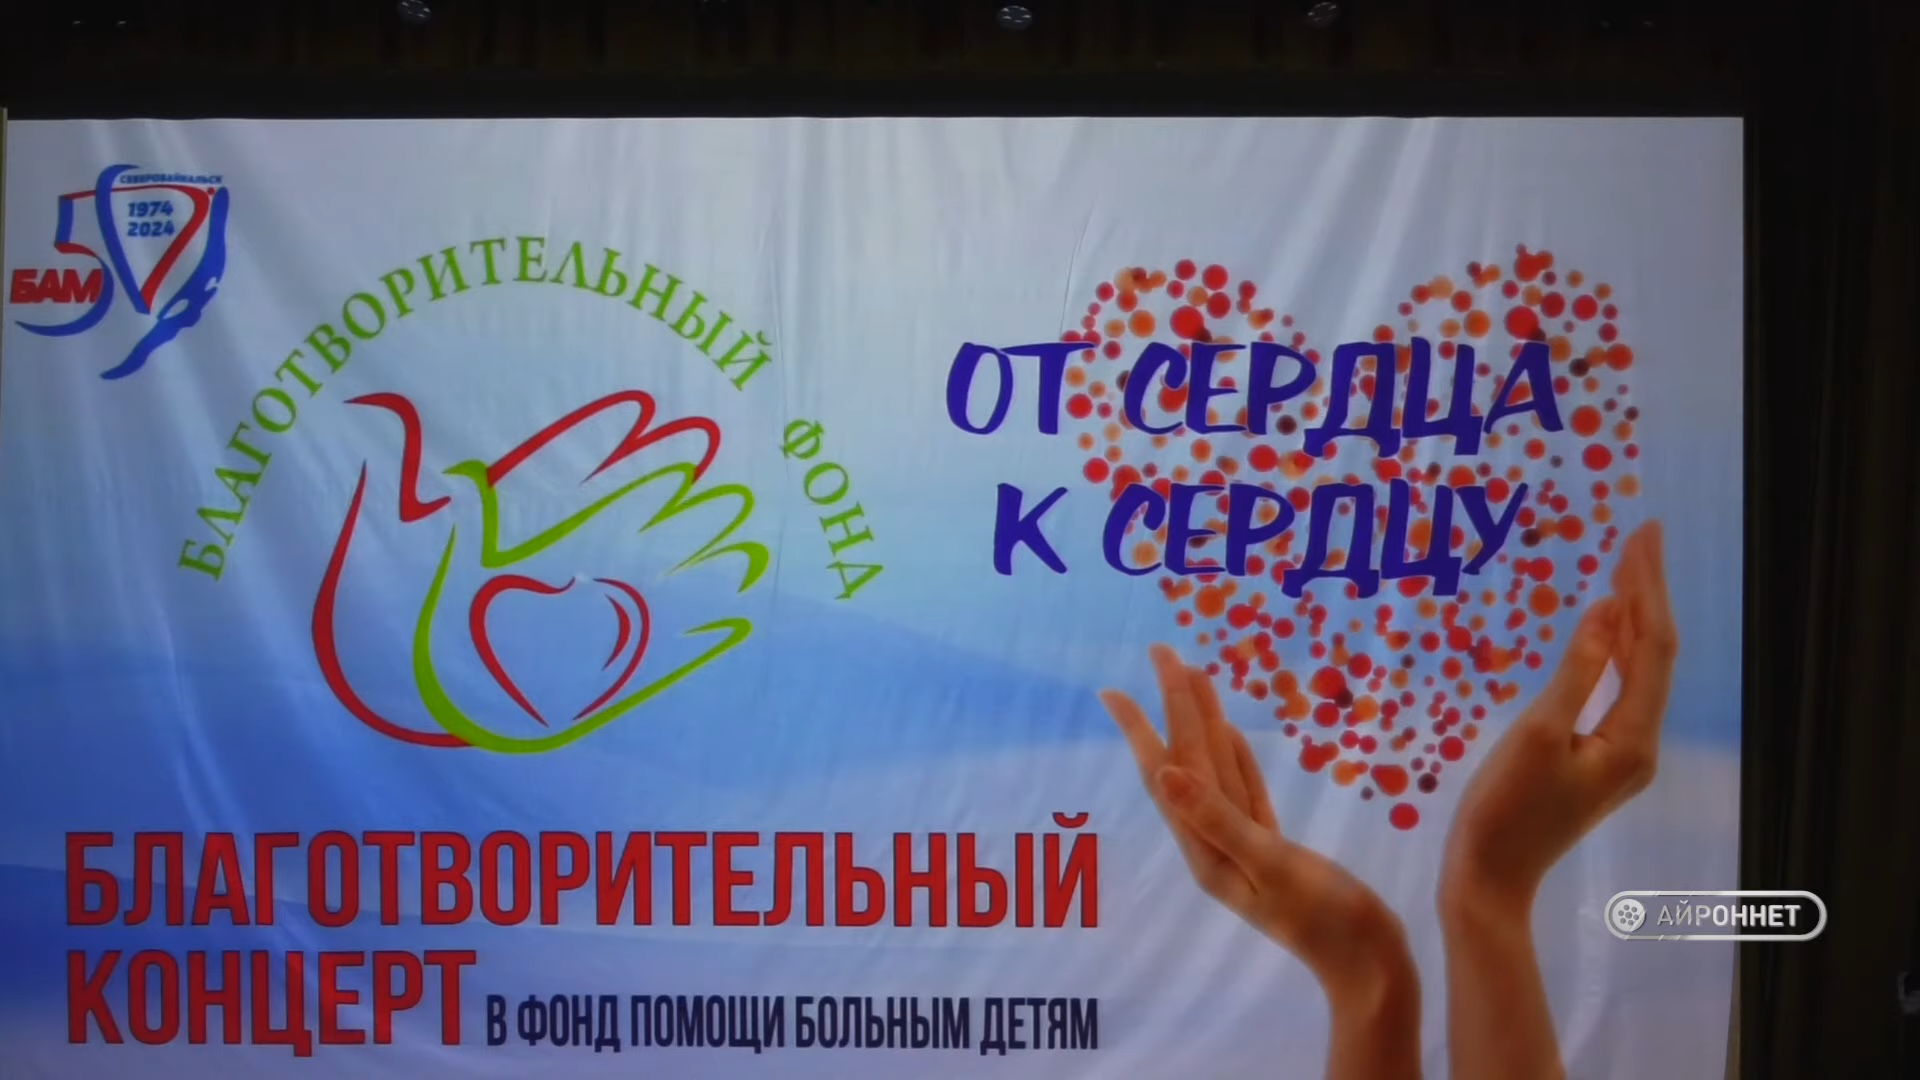 СЕВЕРОБАЙКАЛЬСК
1974
2024
БАМ
БЛАГОТВОРИТЕЛЬНЫЙ ФОНД
ОТ СЕРДЦА
К СЕРДЦУ
БЛАГОТВОРИТЕЛЬНЫЙ
КОНЦЕРТ В ФОНД ПОМОЩИ БОЛЬНЫМ ДЕТЯМ
АЙРОННЕТ